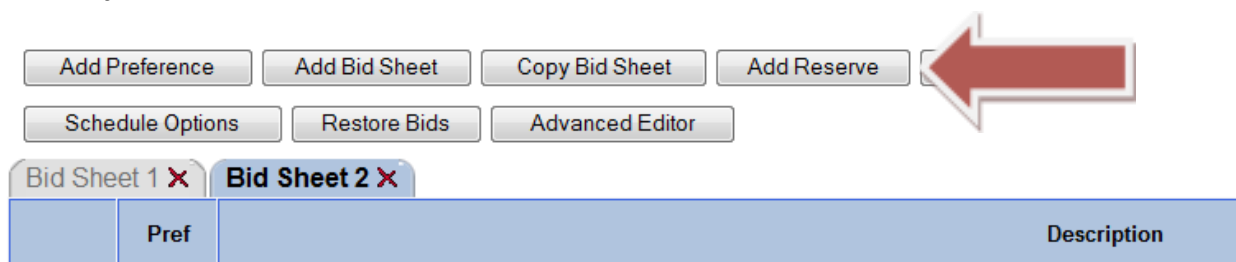 Add Preference Add Bid Sheet Copy Bid Sheet Add Reserve
Schedule Options Restore Bids Advanced Editor
Bid Sheet 1 X Bid Sheet 2 X
Pref Description